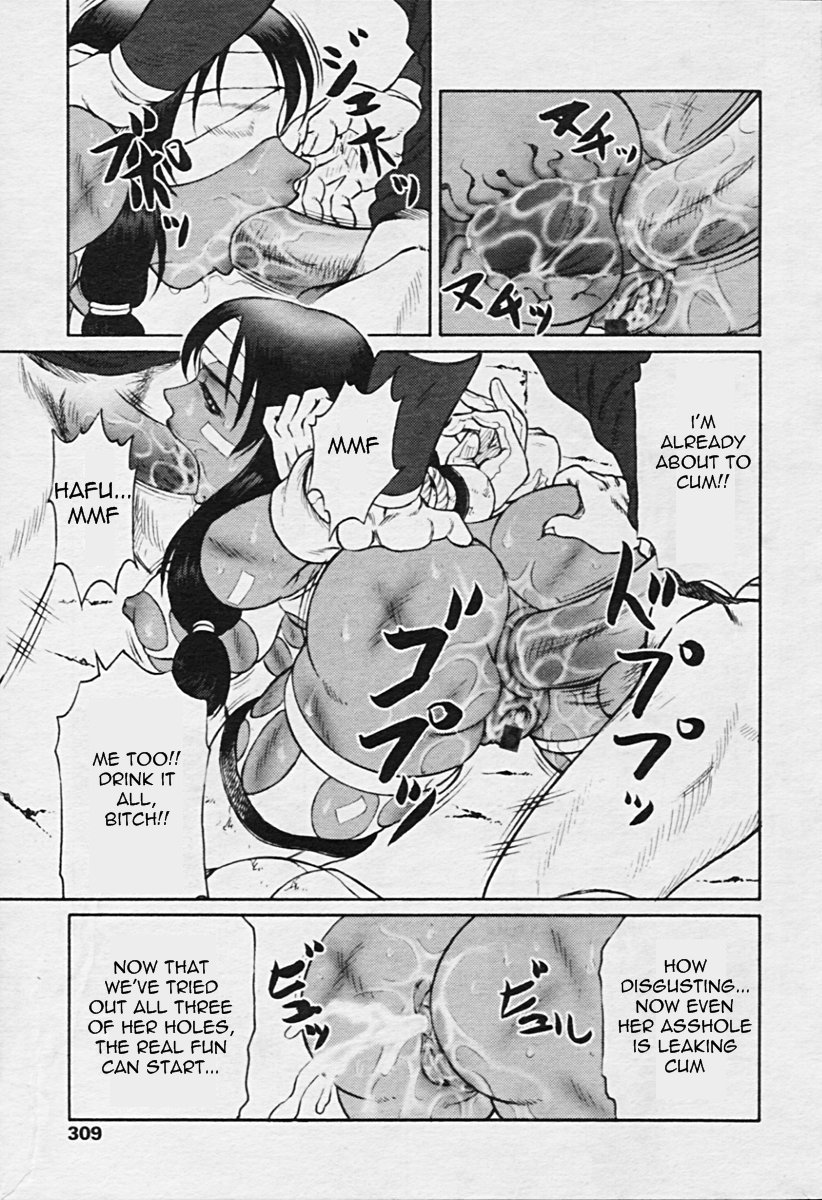 ヌチッ
ヌチッ
ジュポッ
ブポッ
I'M
ALREADY
ABOUT TO
CUM!!
MMF
HAFU...
MMF
ドプププッ
ゴプ
プッ
ME TOO!!
DRINK IT
ALL,
BITCH!!
HOW
DISGUSTING...
NOW EVEN
HER ASSHOLE
IS LEAKING
CUM
ビュル
ビュッ
NOW THAT
WE'VE TRIED
OUT ALL THREE
OF HER HOLES,
THE REAL FUN
CAN START...
309